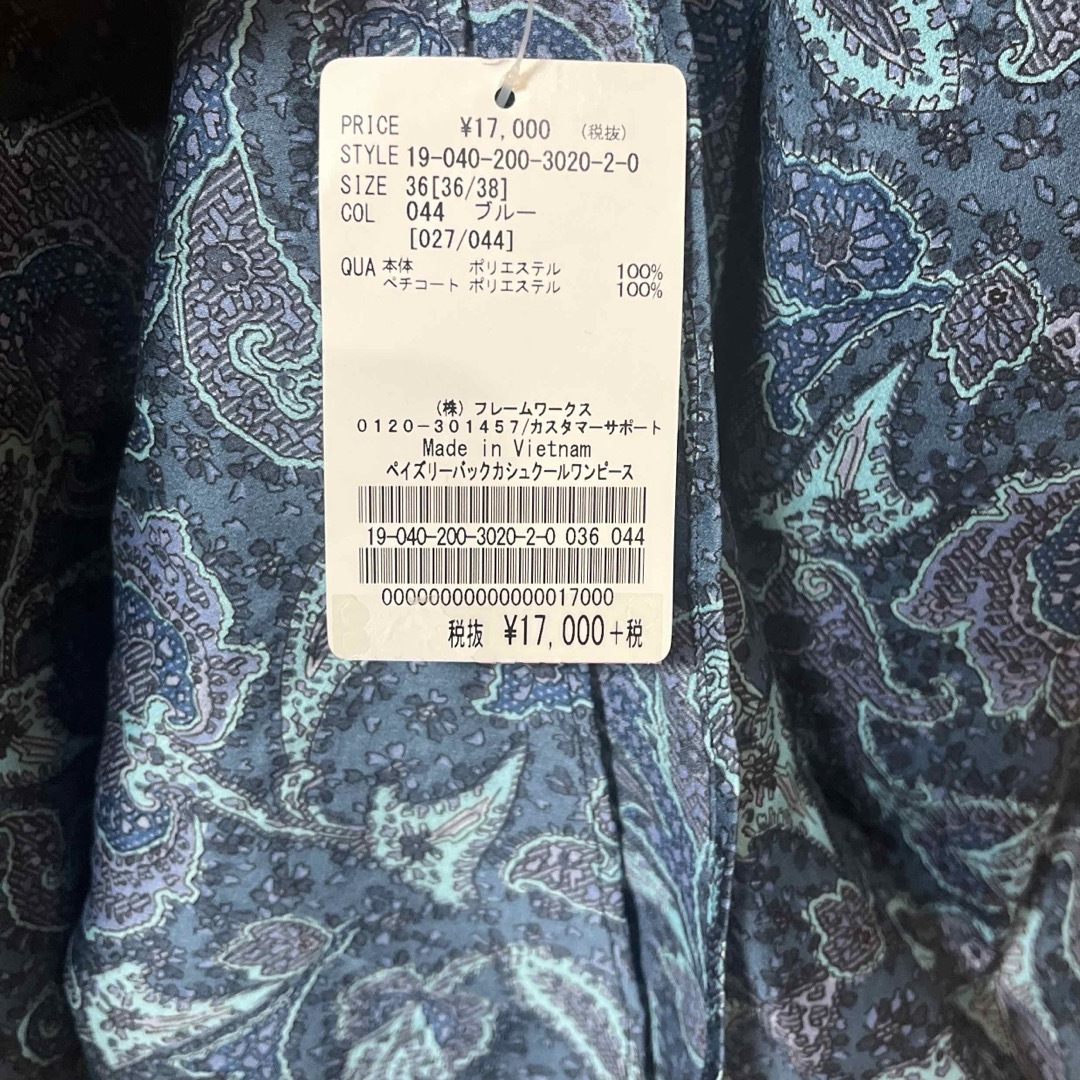 PRICE ¥17,000 (税抜)
STYLE 19-040-200-3020-2-0
SIZE 36[36/38]
COL 044 ブルー
[027/044]
QUA 本体 ポリエステル 100%
ペチコート ポリエステル 100%
(株) フレームワークス
0120-301457/カスタマーサポート
Made in Vietnam
ペイズリーバックカシュクールワンピース
19-040-200-3020-2-0 036 044
00000000000000017000
税抜 ¥17,000+税